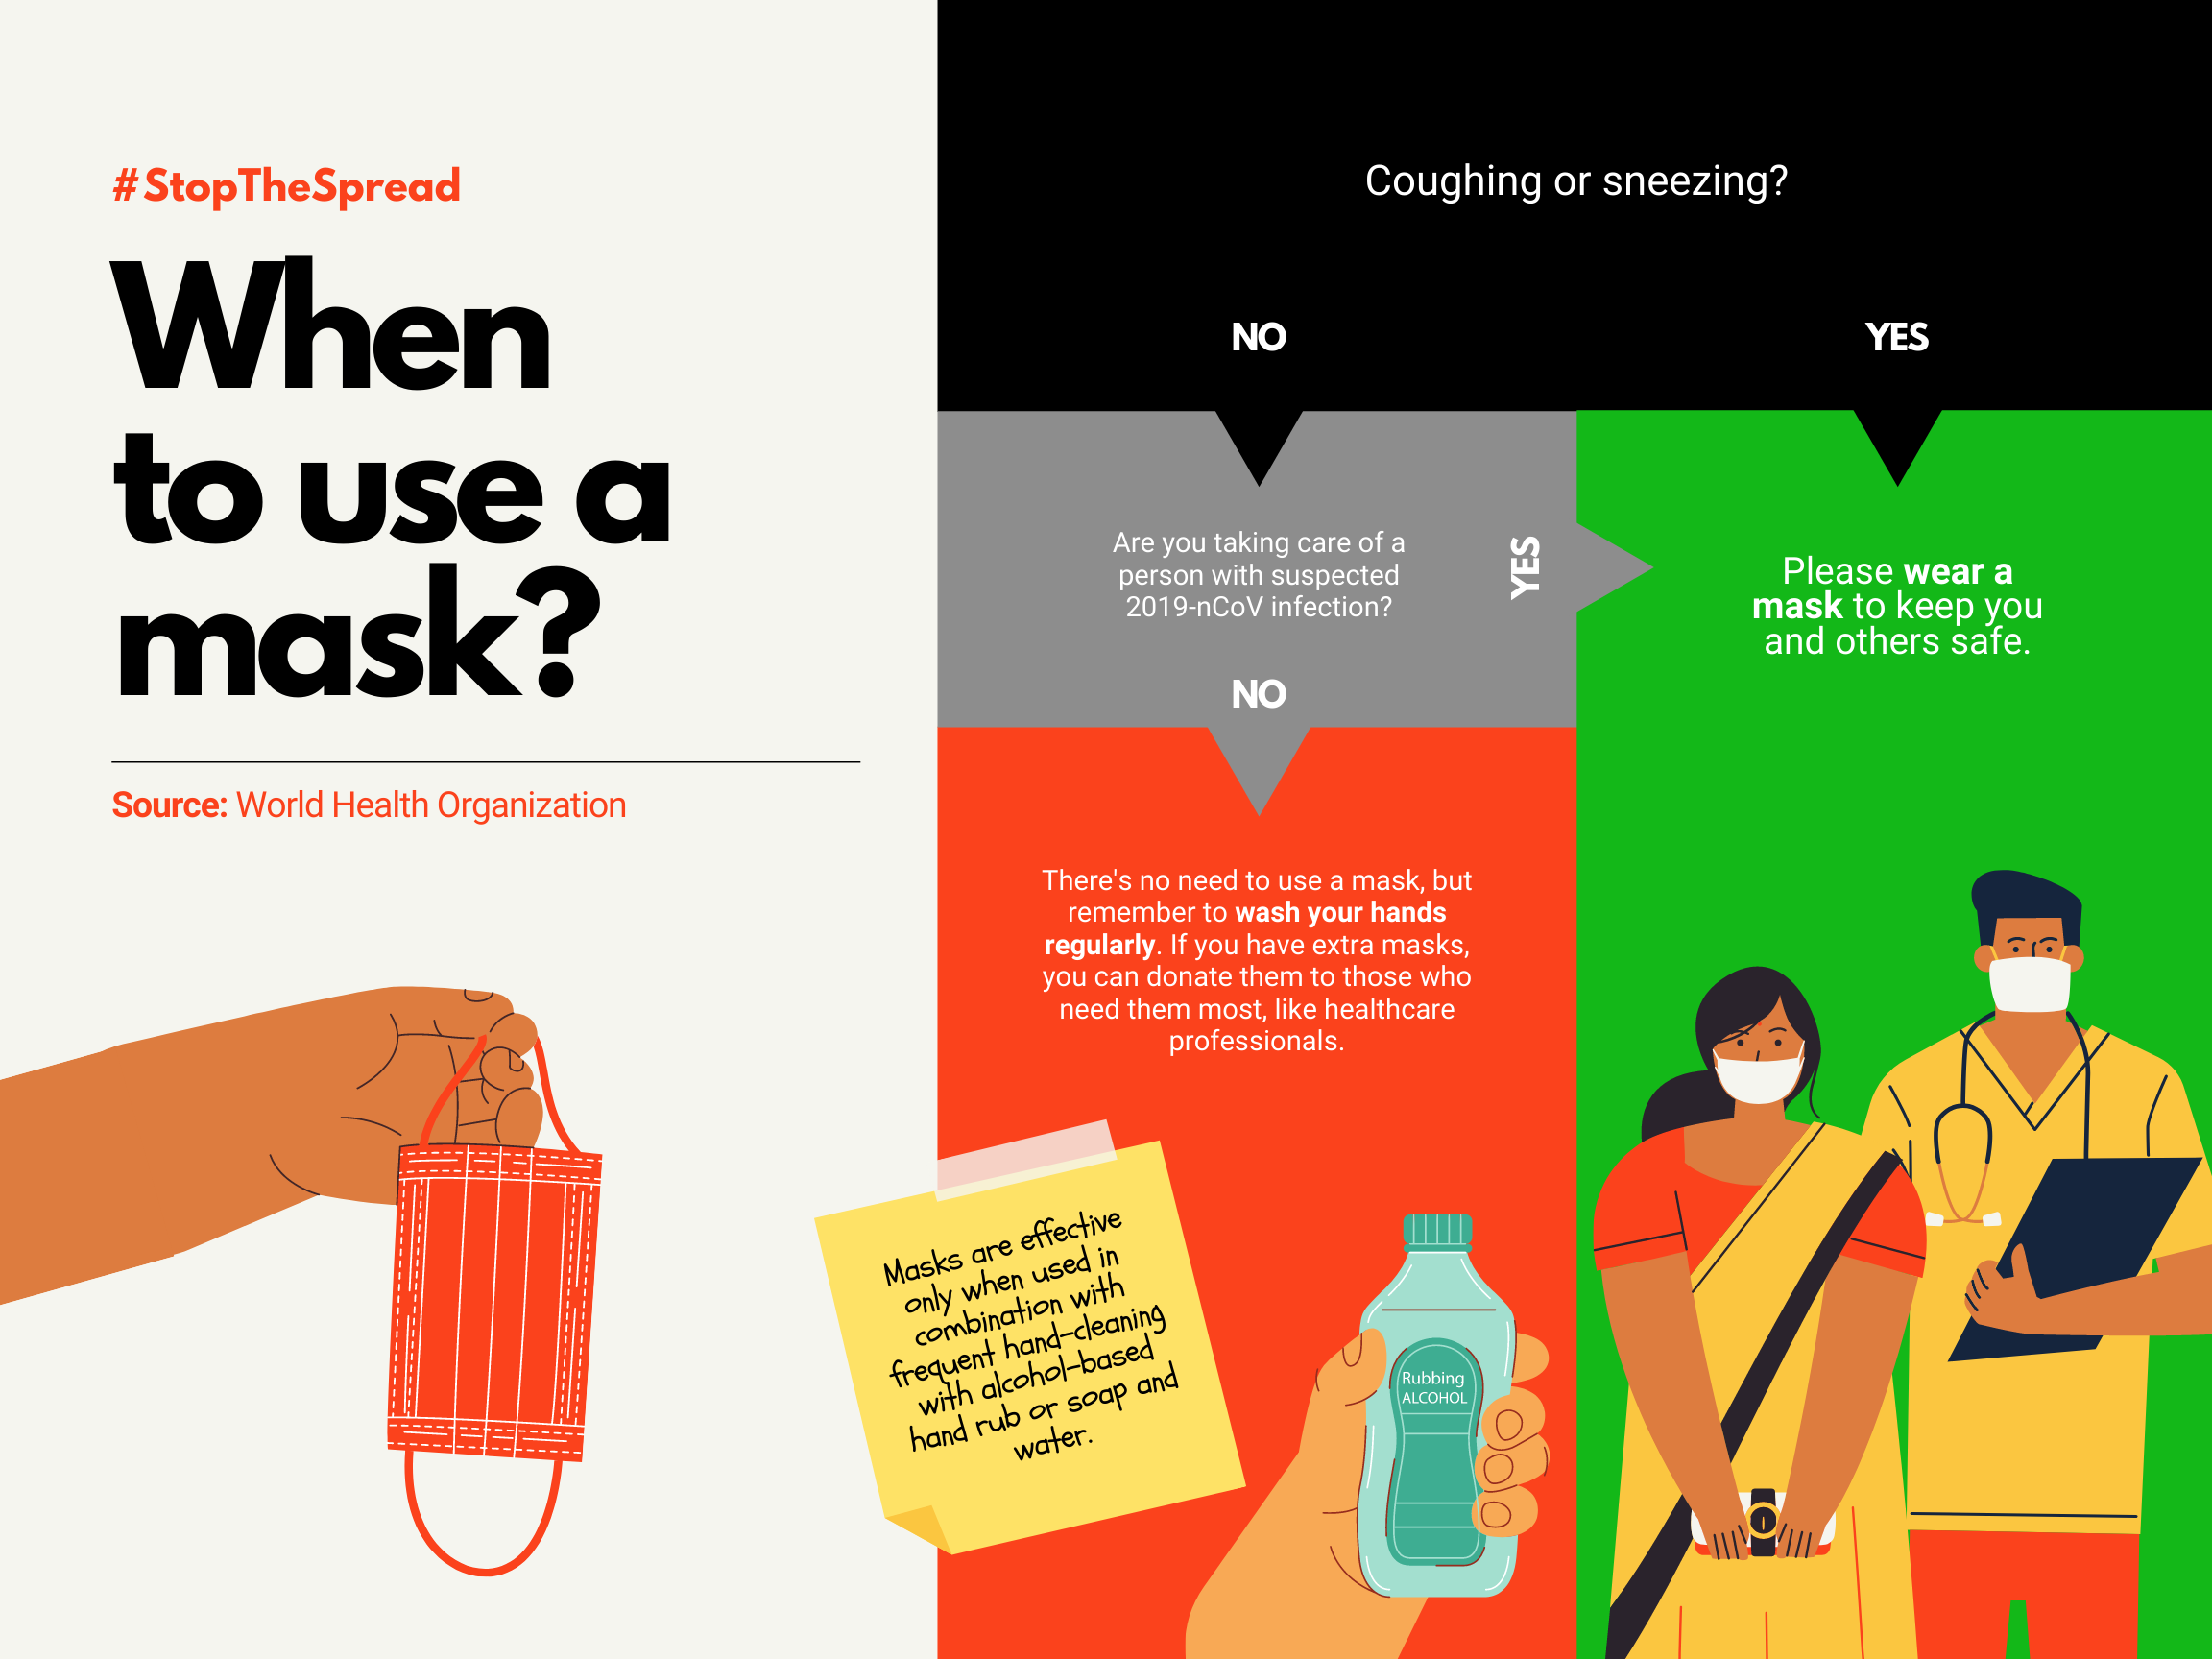 #StopTheSpread
When
to use a
mask?
Source: World Health Organization
Coughing or sneezing?
NO
YES
Are you taking care of a
person with suspected
2019-nCoV infection?
YES
NO
Please wear a
mask to keep you
and others safe.
There's no need to use a mask, but
remember to wash your hands
regularly. If you have extra masks,
you can donate them to those who
need them most, like healthcare
professionals.
Masks are effective
only when used in
combination with
frequent hand-cleaning
with alcohol-based
hand rub or soap and
water.
Rubbing
ALCOHOL